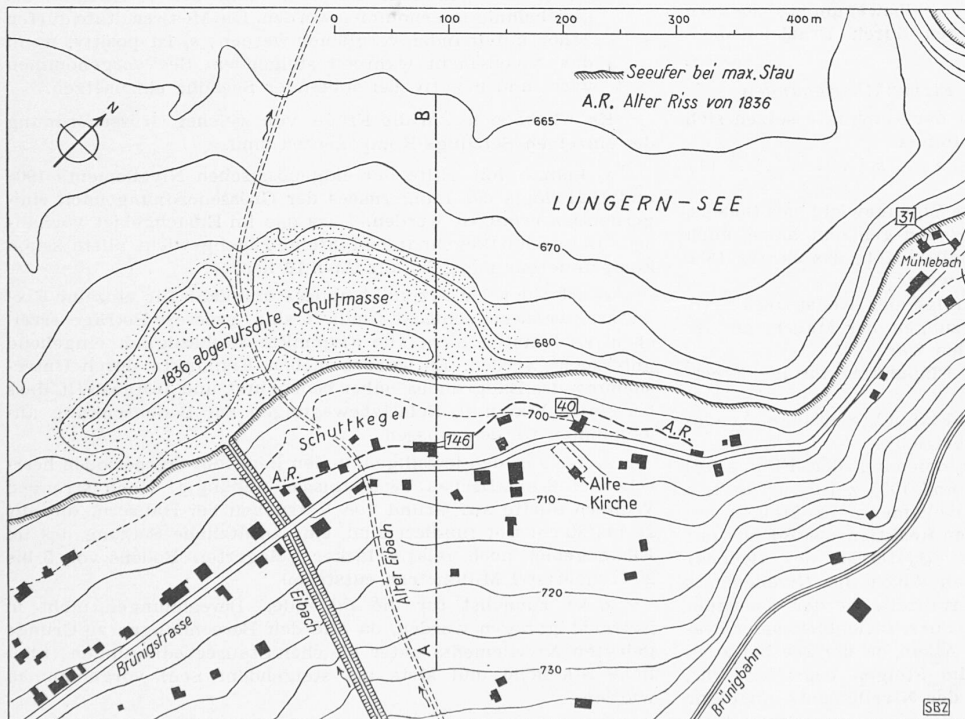 0 100 200 300 400 m
Seeufer bei max. Stau
A.R. Alter Riss von 1836
N
B
665
LUNGERN-SEE
31
Mühlebach
670
1836 abgerutschte Schuttmasse
680
Schuttkegel
700
40
A.R.
146
A.R.
Alte
Kirche
710
Alter Eibach
Eibach
720
Brünigstrasse
A
730
Brünigbahn
SBZ